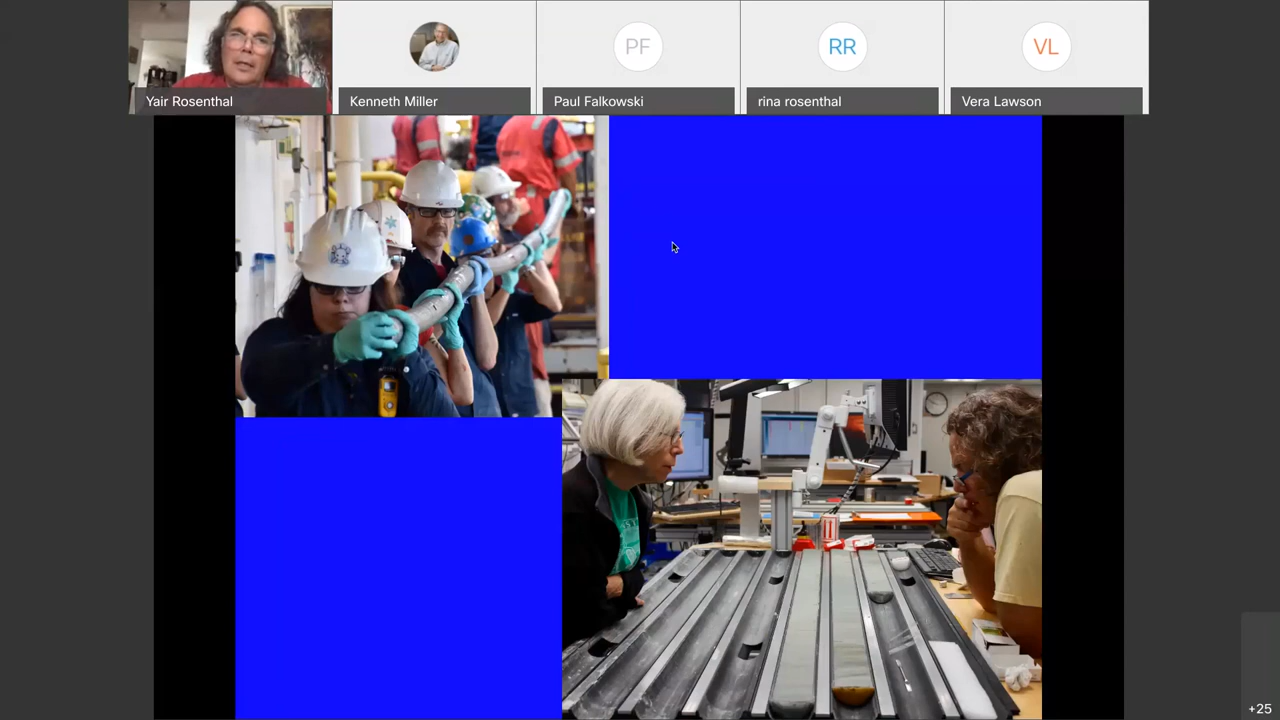 Yair Rosenthal
Kenneth Miller
PF
Paul Falkowski
RR
rina rosenthal
VL
Vera Lawson
+25